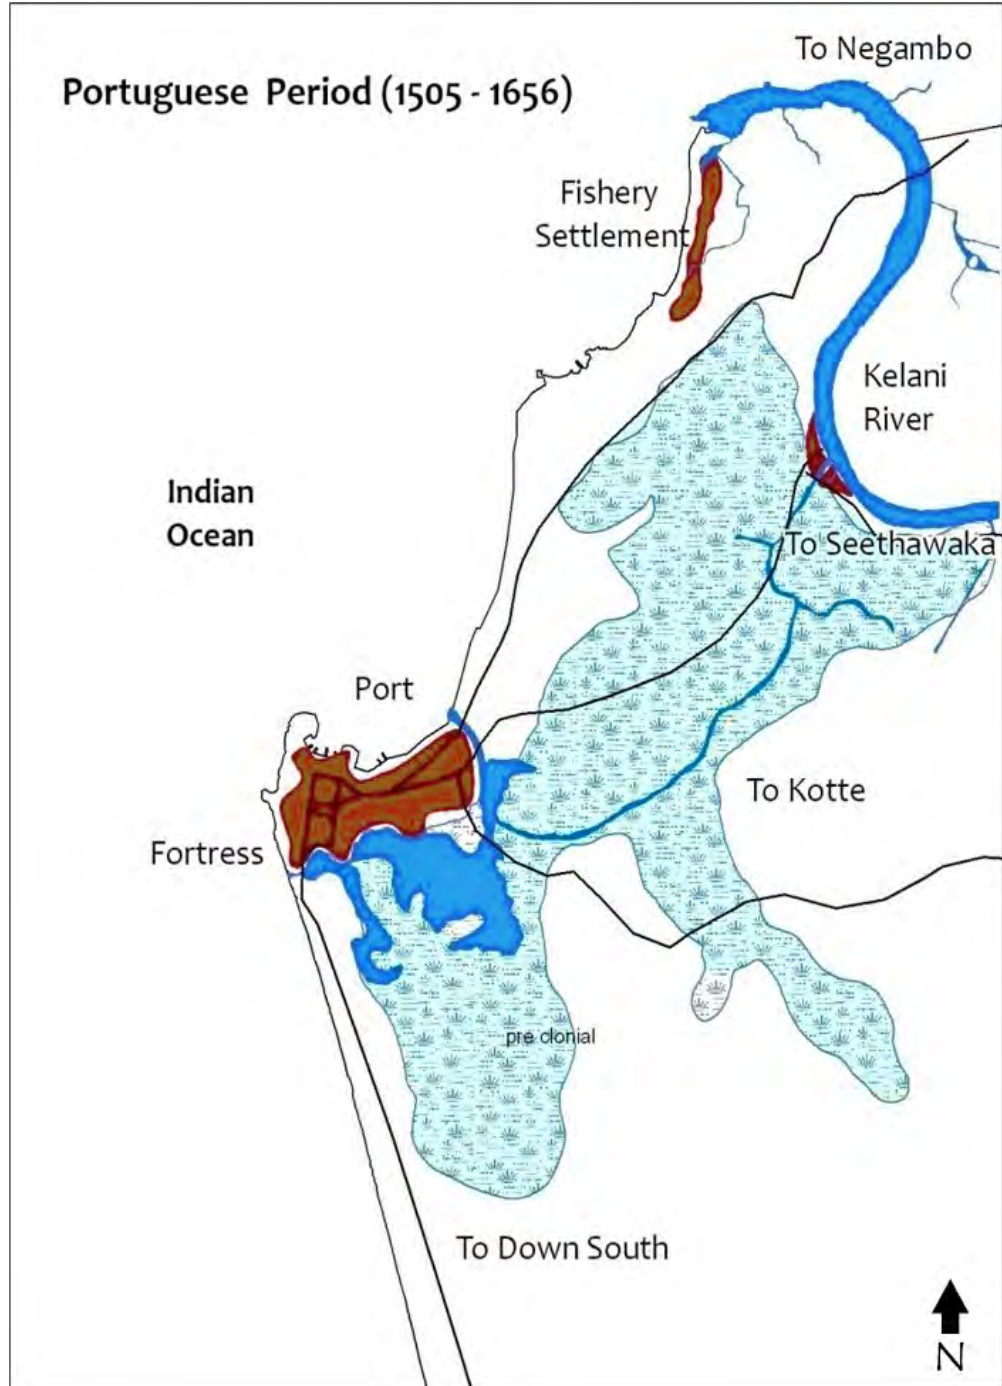 To Negambo
Portuguese Period (1505 - 1656)
Fishery
Settlement
Kelani
River
Indian
Ocean
To Seethawaka
Port
To Kotte
Fortress
pre clonial
To Down South
N